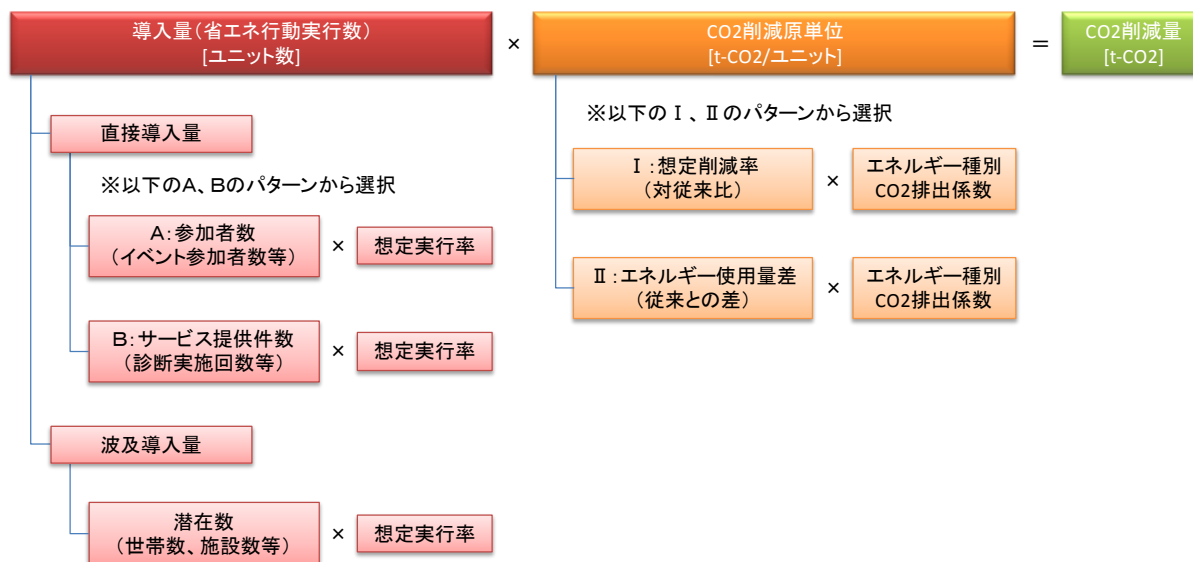 導入量(省エネ行動実行数)
[ユニット数]
×
CO2削減原単位
[t-CO2/ユニット]
=
CO2削減量
[t-CO2]
直接導入量
※以下のA、Bのパターンから選択
A:参加者数
(イベント参加者数等)
×
想定実行率
B:サービス提供件数
(診断実施回数等)
×
想定実行率
波及導入量
潜在数
(世帯数、施設数等)
×
想定実行率
※以下のⅠ、Ⅱのパターンから選択
Ⅰ:想定削減率
(対従来比)
×
エネルギー種別
CO2排出係数
Ⅱ:エネルギー使用量差
(従来との差)
×
エネルギー種別
CO2排出係数